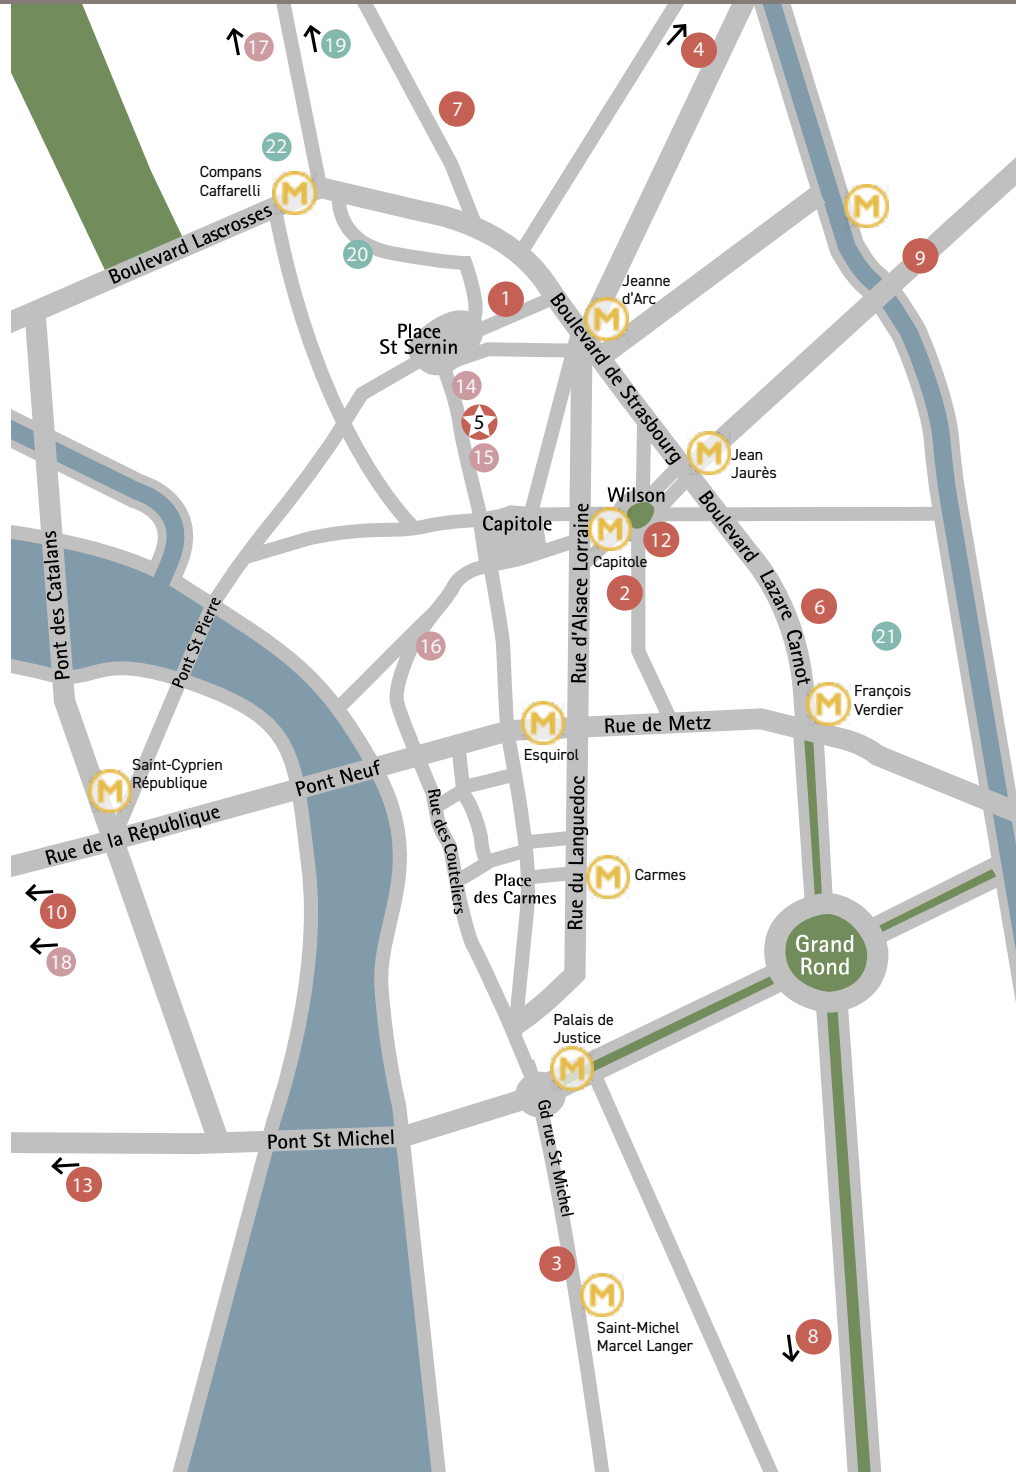 17
19
4
7
22
Compans
Caffarelli
M
M
Boulevard Lascrosses
20
9
1
Jeanne
d'Arc
M
Place
St Sernin
Boulevard de Strasbourg
14
5
15
M
Jean
Jaurès
Wilson
Capitole
M
12
Capitole
Boulevard Lazare Carnot
Pont des Catalans
Rue d'Alsace Lorraine
2
6
21
Pont St Pierre
16
François
Verdier
M
M
Esquirol
Rue de Metz
Saint-Cyprien
République
M
Pont Neuf
Rue de la République
Rue des Couteliers
Rue du Languedoc
Place
des Carmes
M
Carmes
10
18
Grand
Rond
Palais de
Justice
M
Pont St Michel
Gd rue St Michel
13
3
M
Saint-Michel
Marcel Langer
8